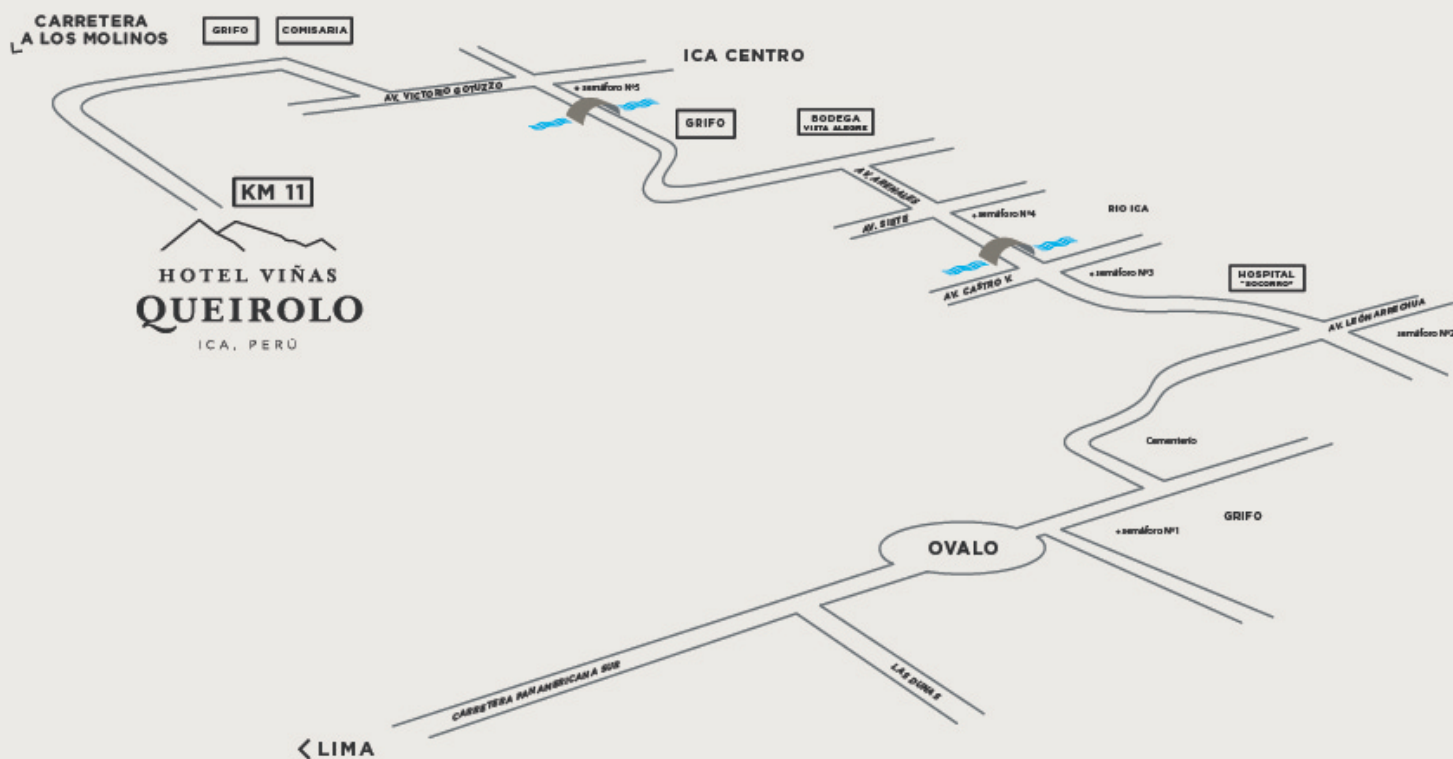 CARRETERA
A LOS MOLINOS
GRIFO
COMISARIA
ICA CENTRO
semáforo Nº5
AV. VICTORIO GOTUZZO
GRIFO
BODEGA
VISTA ALEGRE
AV. ARENALES
KM 11
AV. SIETE
semáforo Nº4
RIO ICA
HOTEL VIÑAS
QUEIROLO
ICA, PERÚ
AV. CASTRO V.
semáforo Nº3
HOSPITAL
"SOCORRO"
AV. LEÓN ARRECHUA
semáforo Nº2
Cementerio
GRIFO
semáforo Nº1
OVALO
CARRETERA PANAMERICANA SUR
LAS DUNAS
LIMA